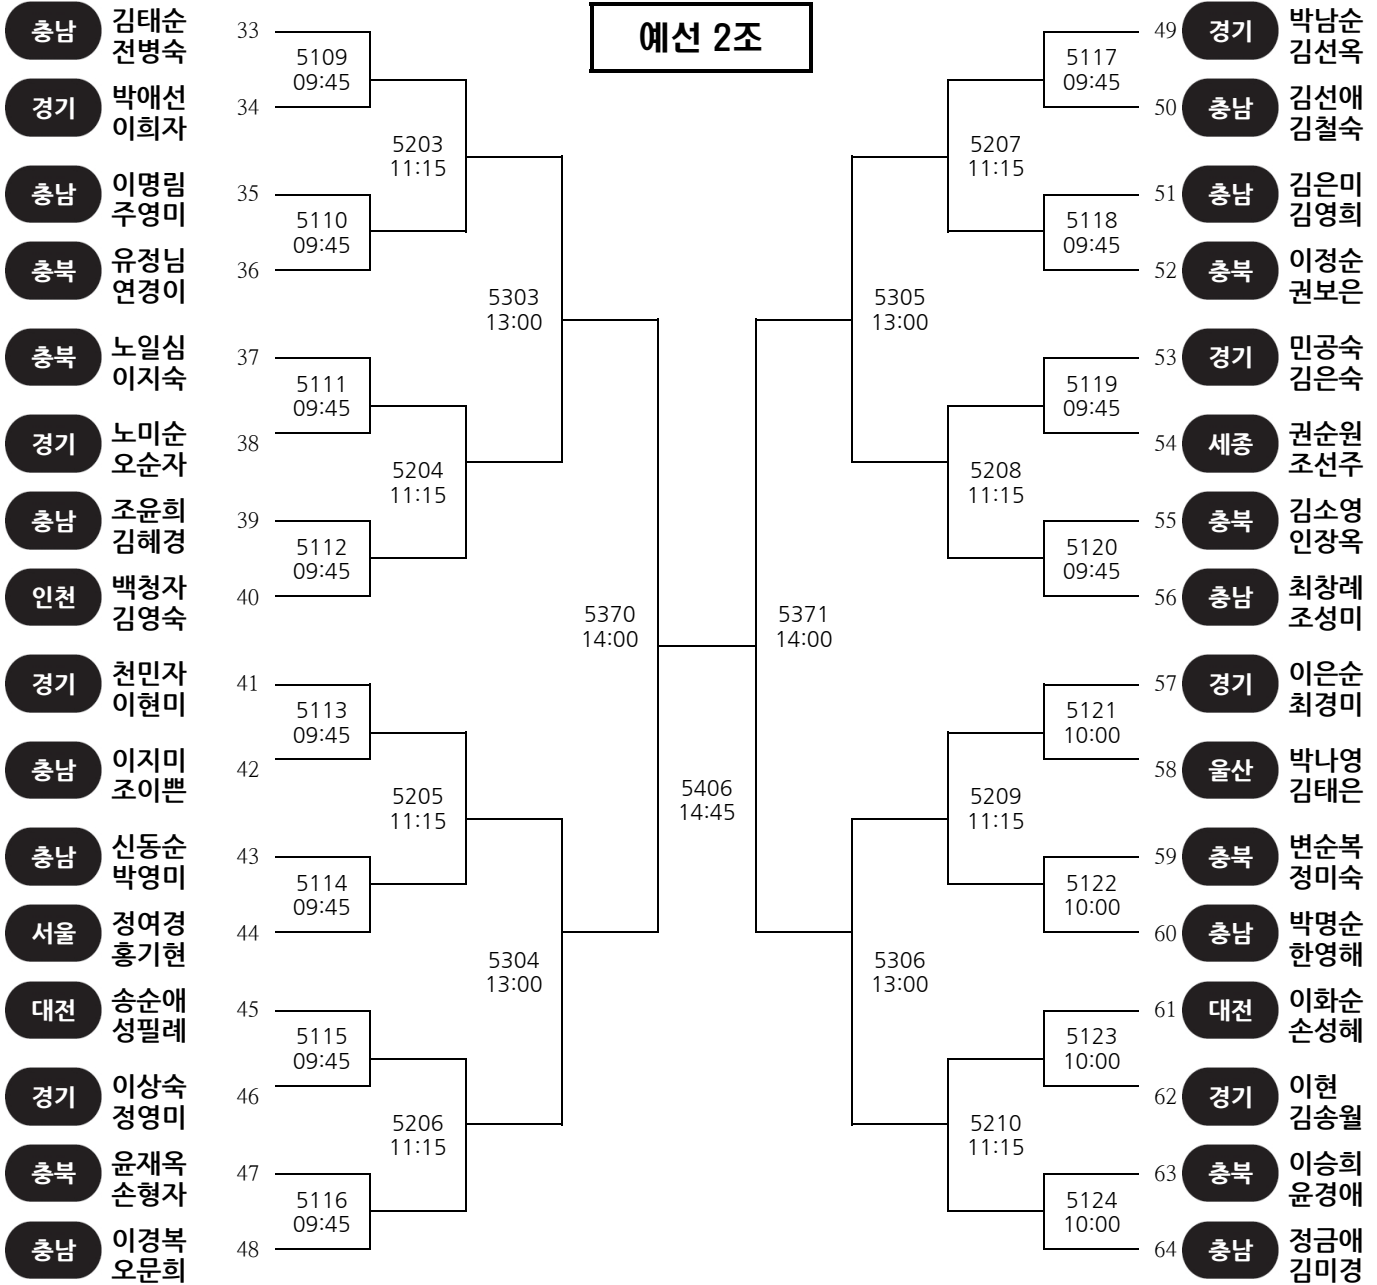 예선 2조
충남
김태순
전병숙
33
5109
09:45
경기
박애선
이희자
34
5203
11:15
충남
이명림
주영미
35
5110
09:45
충북
유정님
연경이
36
5303
13:00
충북
노일심
이지숙
37
5111
09:45
경기
노미순
오순자
38
5204
11:15
충남
조윤희
김혜경
39
5112
09:45
인천
백청자
김영숙
40
5370
14:00
경기
천민자
이현미
41
5113
09:45
충남
이지미
조이쁜
42
5205
11:15
충남
신동순
박영미
43
5114
09:45
서울
정여경
홍기현
44
5304
13:00
대전
송순애
성필례
45
5115
09:45
경기
이상숙
정영미
46
5206
11:15
충북
윤재옥
손형자
47
5116
09:45
충남
이경복
오문희
48
5406
14:45
49
경기
박남순
김선옥
5117
09:45
50
충남
김선애
김철숙
5207
11:15
51
충남
김은미
김영희
5118
09:45
52
충북
이정순
권보은
5305
13:00
53
경기
민공숙
김은숙
5119
09:45
54
세종
권순원
조선주
5208
11:15
55
충북
김소영
인장옥
5120
09:45
56
충남
최창례
조성미
5371
14:00
57
경기
이은순
최경미
5121
10:00
58
울산
박나영
김태은
5209
11:15
59
충북
변순복
정미숙
5122
10:00
60
충남
박명순
한영해
5306
13:00
61
대전
이화순
손성혜
5123
10:00
62
경기
이현
김송월
5210
11:15
63
충북
이승희
윤경애
5124
10:00
64
충남
정금애
김미경